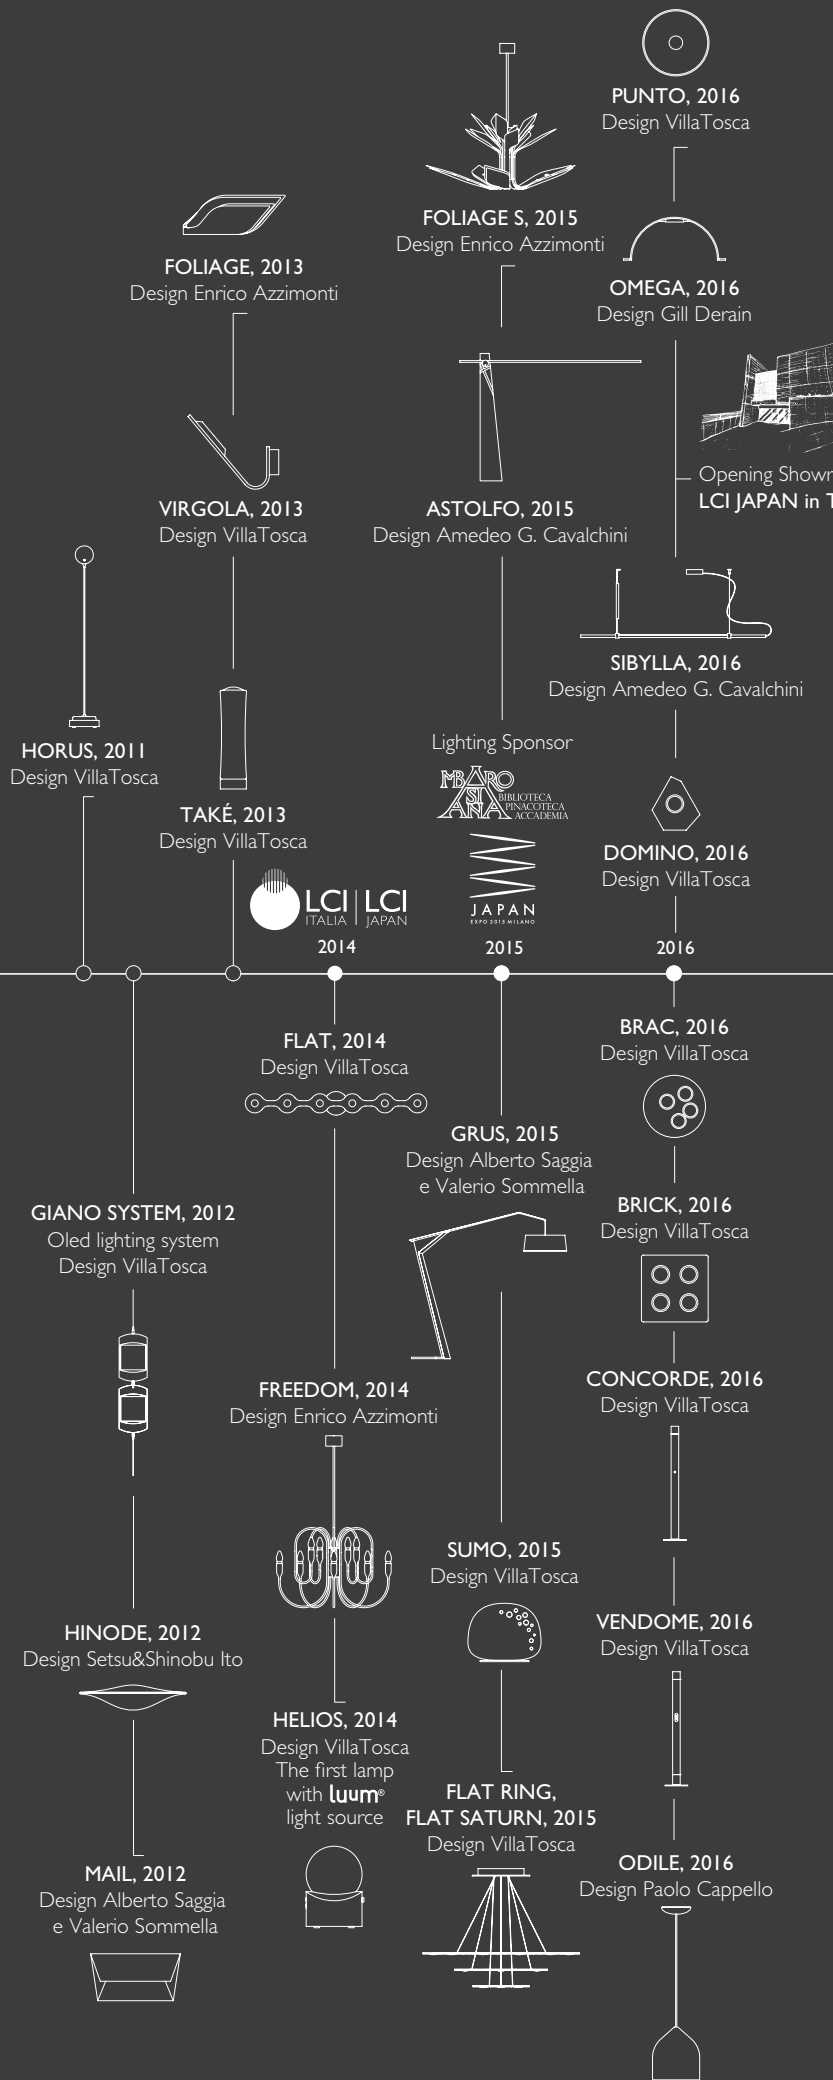 HORUS, 2011
Design VillaTosca
GIANO SYSTEM, 2012
Oled lighting system
Design VillaTosca
HINODE, 2012
Design Setsu&Shinobu Ito
MAIL, 2012
Design Alberto Saggia
e Valerio Sommella
FOLIAGE, 2013
Design Enrico Azzimonti
VIRGOLA, 2013
Design VillaTosca
TAKÉ, 2013
Design VillaTosca
LCI | LCI
ITALIA JAPAN
2014
FLAT, 2014
Design VillaTosca
FREEDOM, 2014
Design Enrico Azzimonti
HELIOS, 2014
Design VillaTosca
The first lamp
with luum®
light source
FOLIAGE S, 2015
Design Enrico Azzimonti
ASTOLFO, 2015
Design Amedeo G. Cavalchini
Lighting Sponsor
MBAROSIANA
BIBLIOTECA
PINACOTECA
ACCADEMIA
JAPAN
EXPO 2015 MILANO
2015
GRUS, 2015
Design Alberto Saggia
e Valerio Sommella
SUMO, 2015
Design VillaTosca
FLAT RING,
FLAT SATURN, 2015
Design VillaTosca
PUNTO, 2016
Design VillaTosca
OMEGA, 2016
Design Gill Derain
Opening Showr
LCI JAPAN in T
SIBYLLA, 2016
Design Amedeo G. Cavalchini
DOMINO, 2016
Design VillaTosca
2016
BRAC, 2016
Design VillaTosca
BRICK, 2016
Design VillaTosca
CONCORDE, 2016
Design VillaTosca
VENDOME, 2016
Design VillaTosca
ODILE, 2016
Design Paolo Cappello